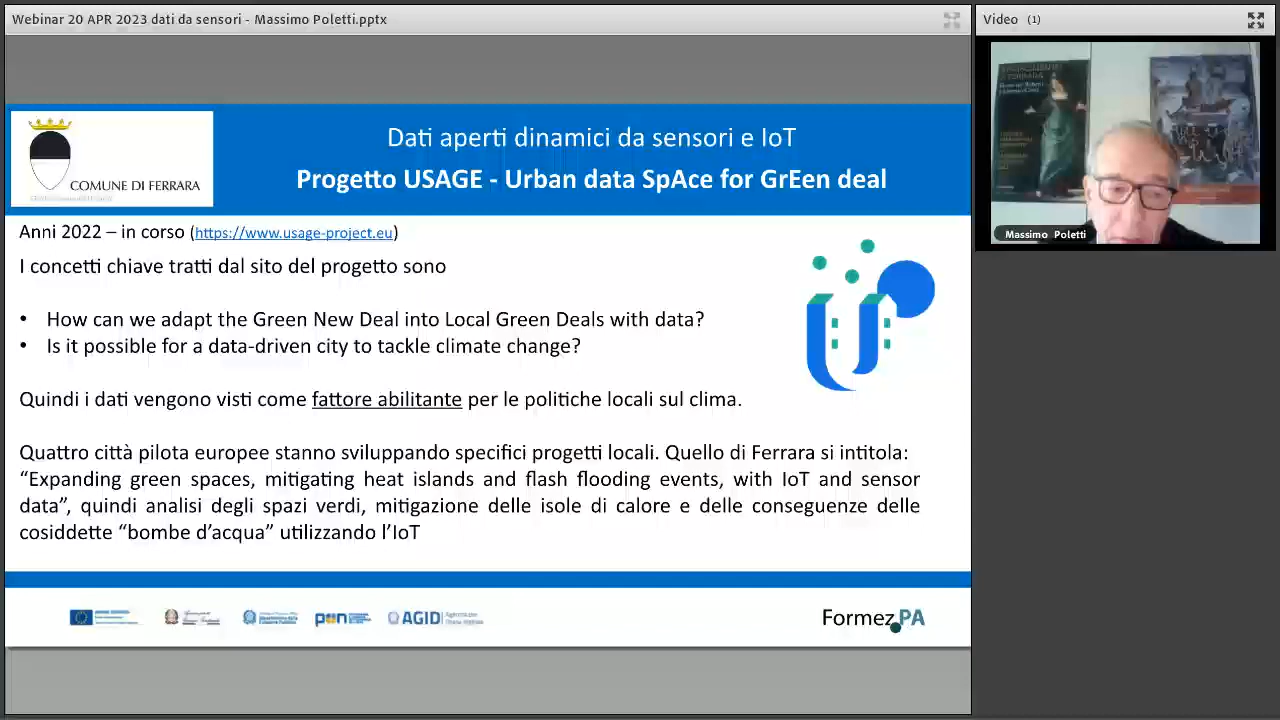 Webinar 20 APR 2023 dati da sensori - Massimo Poletti.pptx
Video (1)
COMUNE DI FERRARA
Dati aperti dinamici da sensori e IoT
Progetto USAGE - Urban data SpAce for GrEen deal
Massimo Poletti
Anni 2022 – in corso (https://www.usage-project.eu)
I concetti chiave tratti dal sito del progetto sono
• How can we adapt the Green New Deal into Local Green Deals with data?
• Is it possible for a data-driven city to tackle climate change?
Quindi i dati vengono visti come fattore abilitante per le politiche locali sul clima.
Quattro città pilota europee stanno sviluppando specifici progetti locali. Quello di Ferrara si intitola:
“Expanding green spaces, mitigating heat islands and flash flooding events, with IoT and sensor
data”, quindi analisi degli spazi verdi, mitigazione delle isole di calore e delle conseguenze delle
cosiddette “bombe d’acqua” utilizzando l’IoT
pon
AGID
Formez PA